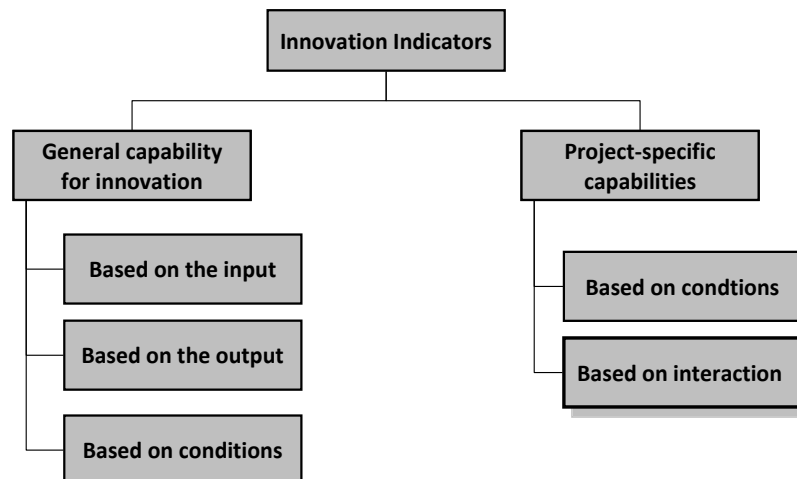 Innovation Indicators
General capability
for innovation
Project-specific
capabilities
Based on the input
Based on the output
Based on conditions
Based on condtions
Based on interaction